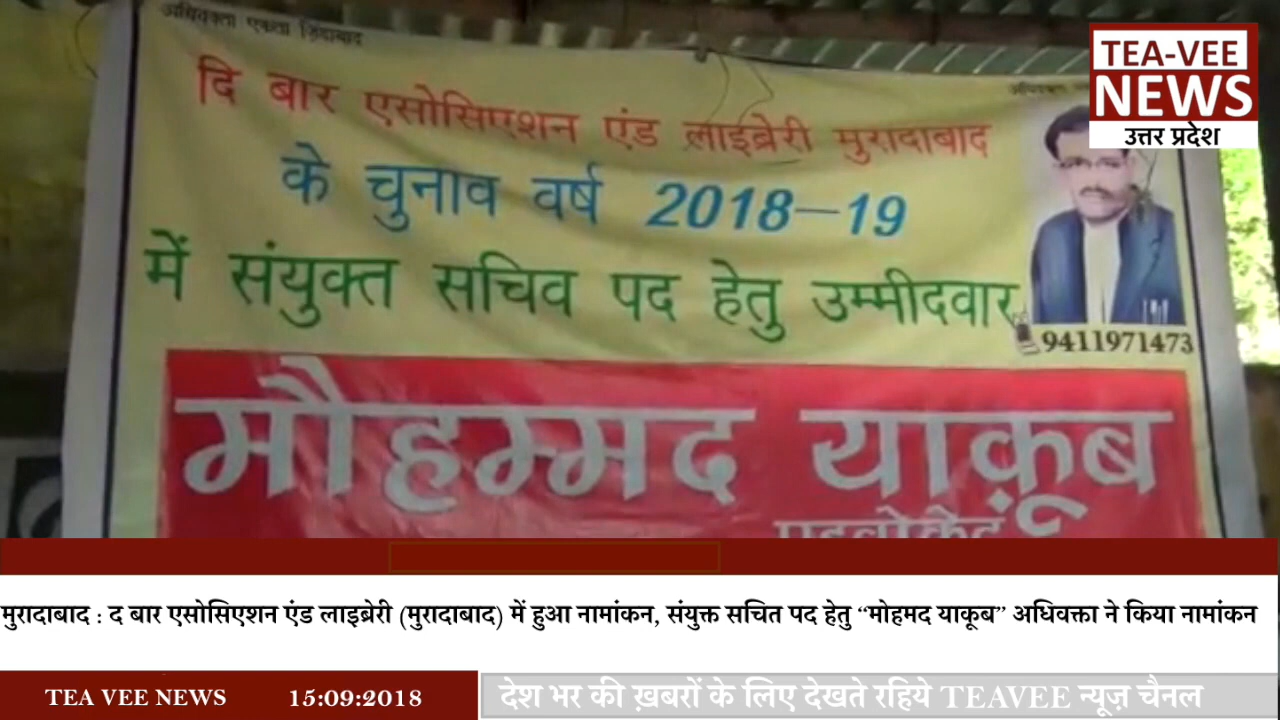 अधिवक्ता एकता ज़िंदाबाद
TEA-VEE
NEWS
उत्तर प्रदेश
दि बार एसोसिएशन एंड लाइब्रेरी मुरादाबाद
के चुनाव वर्ष 2018-19
में संयुक्त सचिव पद हेतु उम्मीदवार
9411971473
मौहम्मद याक़ूब
एडवोकेट
मुरादाबाद : द बार एसोसिएशन एंड लाइब्रेरी (मुरादाबाद) में हुआ नामांकन, संयुक्त सचित पद हेतु “मोहमद याकूब” अधिवक्ता ने किया नामांकन
TEA VEE NEWS 15:09:2018 देश भर की ख़बरों के लिए देखते रहिये TEAVEE न्यूज़ चैनल